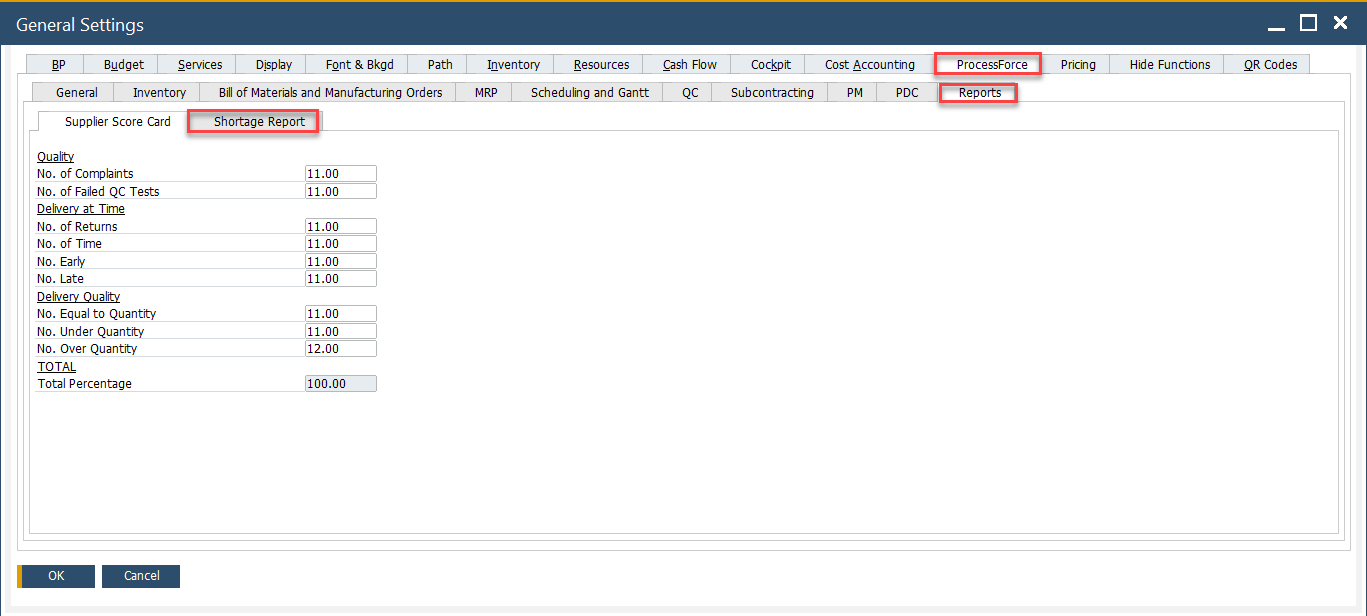 General Settings
BP Budget Services Display Font & Bkgd Path Inventory Resources Cash Flow Cockpit Cost Accounting ProcessForce Pricing Hide Functions QR Codes
General Inventory Bill of Materials and Manufacturing Orders MRP Scheduling and Gantt QC Subcontracting PM PDC Reports
Supplier Score Card Shortage Report
Quality
No. of Complaints 11.00
No. of Failed QC Tests 11.00
Delivery at Time
No. of Returns 11.00
No. of Time 11.00
No. Early 11.00
No. Late 11.00
Delivery Quality
No. Equal to Quantity 11.00
No. Under Quantity 11.00
No. Over Quantity 12.00
TOTAL
Total Percentage 100.00
OK Cancel